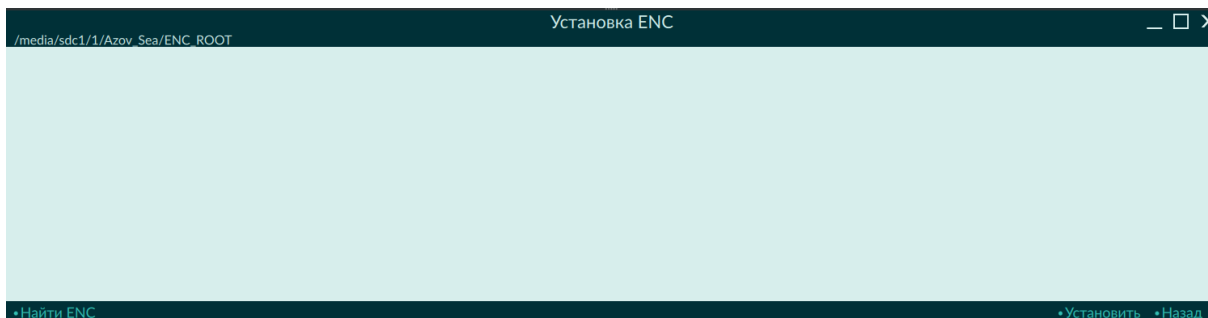 Установка ENC
/media/sdc1/1/Azov_Sea/ENC_ROOT
•Найти ENC •Установить •Назад